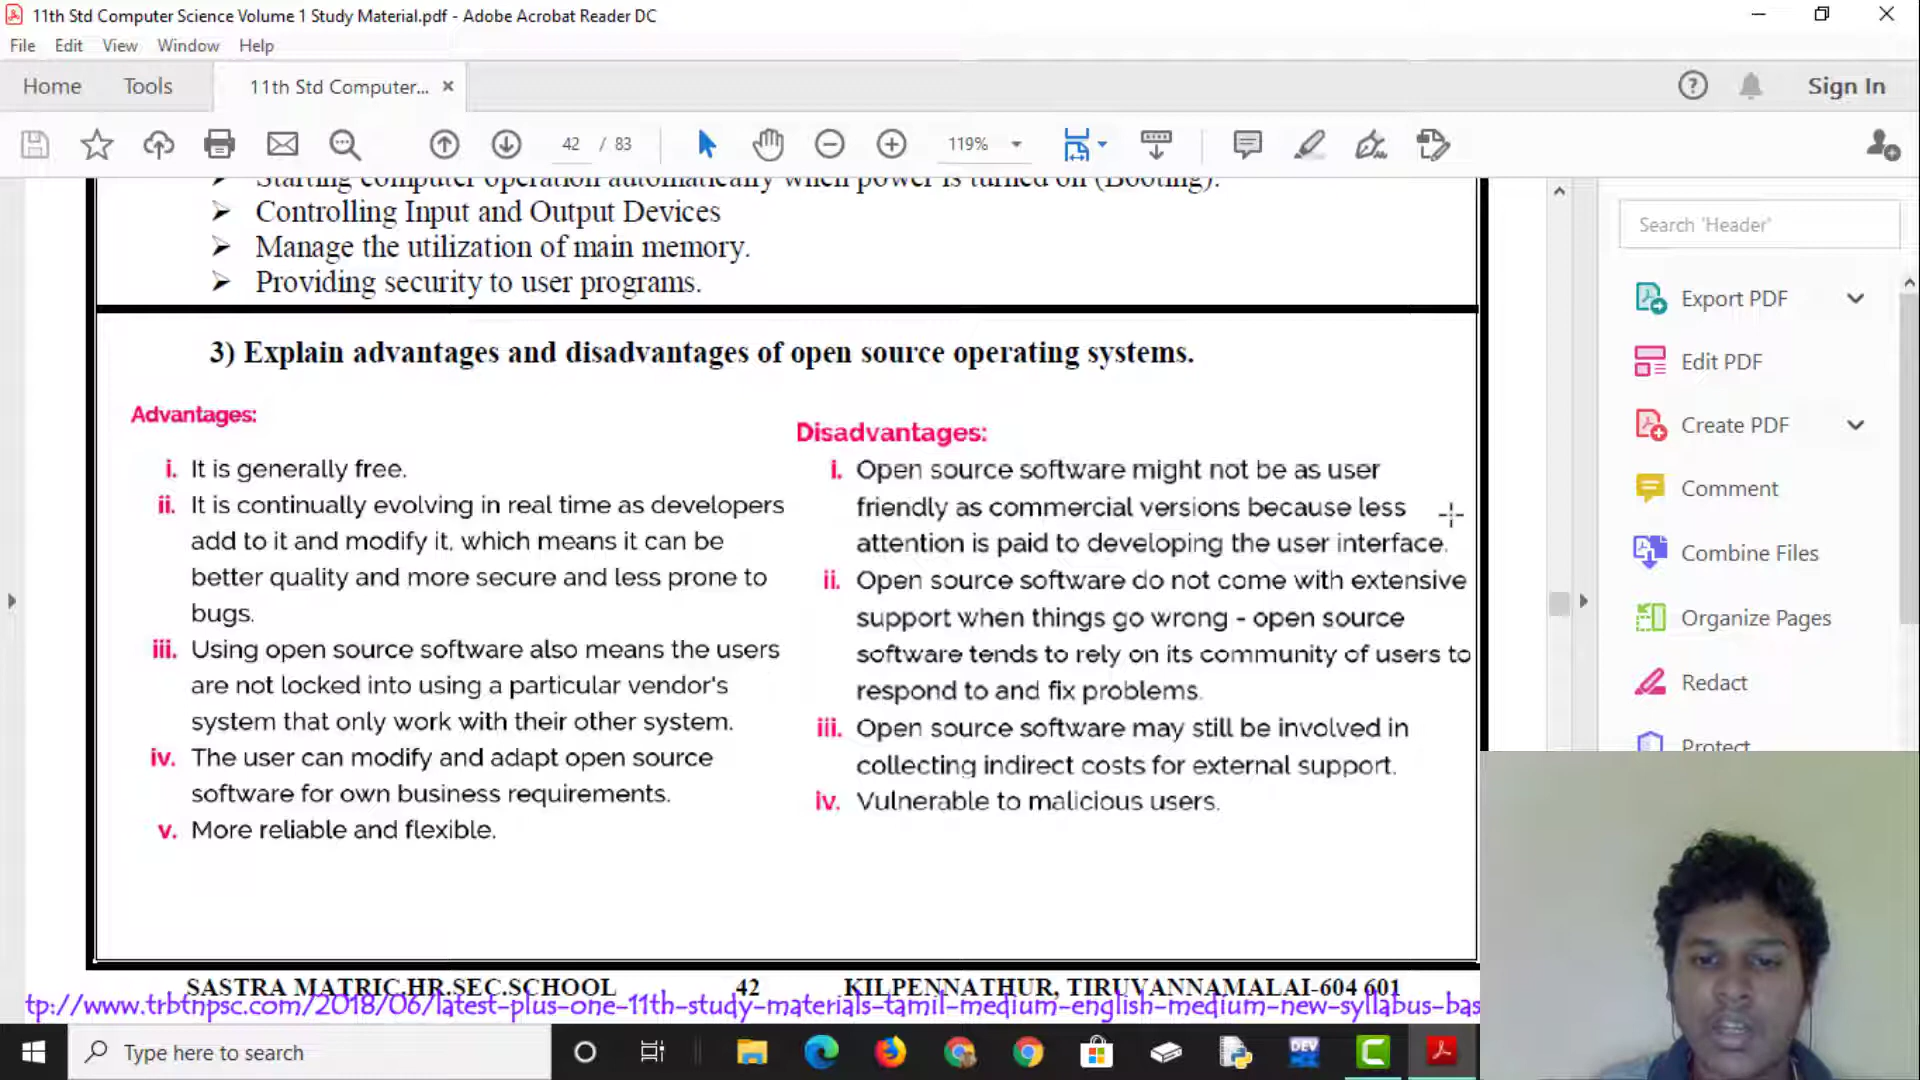 11th Std Computer Science Volume 1 Study Material.pdf - Adobe Acrobat Reader DC
File Edit View Window Help
Home Tools 11th Std Computer... × Sign In
42 / 83 119%
Starting computer operation automatically when power is turned on (Booting).
➢ Controlling Input and Output Devices
➢ Manage the utilization of main memory.
➢ Providing security to user programs.
3) Explain advantages and disadvantages of open source operating systems.
Advantages:
i. It is generally free.
ii. It is continually evolving in real time as developers
add to it and modify it, which means it can be
better quality and more secure and less prone to
bugs.
iii. Using open source software also means the users
are not locked into using a particular vendor's
system that only work with their other system.
iv. The user can modify and adapt open source
software for own business requirements.
v. More reliable and flexible.
Disadvantages:
i. Open source software might not be as user
friendly as commercial versions because less
attention is paid to developing the user interface.
ii. Open source software do not come with extensive
support when things go wrong - open source
software tends to rely on its community of users to
respond to and fix problems.
iii. Open source software may still be involved in
collecting indirect costs for external support.
iv. Vulnerable to malicious users.
SASTRA MATRIC.HR.SEC.SCHOOL 42 KILPENNATHUR, TIRUVANNAMALAI-604 601
tp://www.trbtnpsc.com/2018/06/latest-plus-one-11th-study-materials-tamil-medium-english-medium-new-syllabus-bas
Search 'Header'
Export PDF
Edit PDF
Create PDF
Comment
Combine Files
Organize Pages
Redact
Protect
Type here to search
DEV